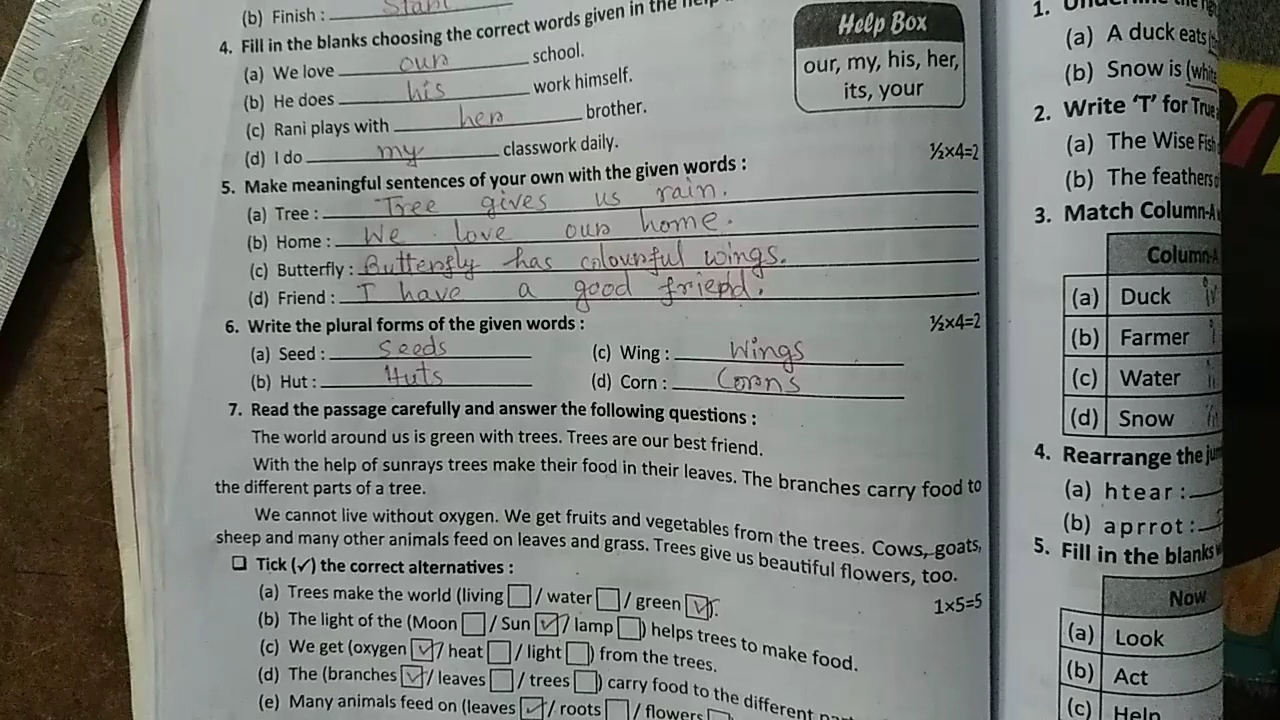 (b) Finish :
4. Fill in the blanks choosing the correct words given in the help
(a) We love our school.
(b) He does his work himself.
(c) Rani plays with her brother.
(d) I do my classwork daily.
Help Box
our, my, his, her,
its, your
½×4=2
5. Make meaningful sentences of your own with the given words :
(a) Tree : Tree gives us rain.
(b) Home : We love our home.
(c) Butterfly : Butterfly has colourful wings.
(d) Friend : I have a good friend.
½×4=2
6. Write the plural forms of the given words :
(a) Seed : Seeds (c) Wing : Wings
(b) Hut : Huts (d) Corn : Corns
7. Read the passage carefully and answer the following questions :
The world around us is green with trees. Trees are our best friend.
With the help of sunrays trees make their food in their leaves. The branches carry food to
the different parts of a tree.
We cannot live without oxygen. We get fruits and vegetables from the trees. Cows, goats,
sheep and many other animals feed on leaves and grass. Trees give us beautiful flowers, too.
❑ Tick (✓) the correct alternatives :
1×5=5
(a) Trees make the world (living ☐ / water ☐ / green ☑).
(b) The light of the (Moon ☐ / Sun ☑ / lamp ☐) helps trees to make food.
(c) We get (oxygen ☑ / heat ☐ / light ☐) from the trees.
(d) The (branches ☑ / leaves ☐ / trees ☐) carry food to the different
(e) Many animals feed on (leaves ☑ / roots ☐ / flowers ☐
1. Underline the
(a) A duck eats
(b) Snow is (white
2. Write 'T' for True
(a) The Wise Fish
(b) The feathers
3. Match Column-A
Column-A
(a) Duck iv
(b) Farmer
(c) Water
(d) Snow
4. Rearrange the
(a) h t e a r :
(b) a p r r o t :
5. Fill in the blanks
Now
(a) Look
(b) Act
(c) Help